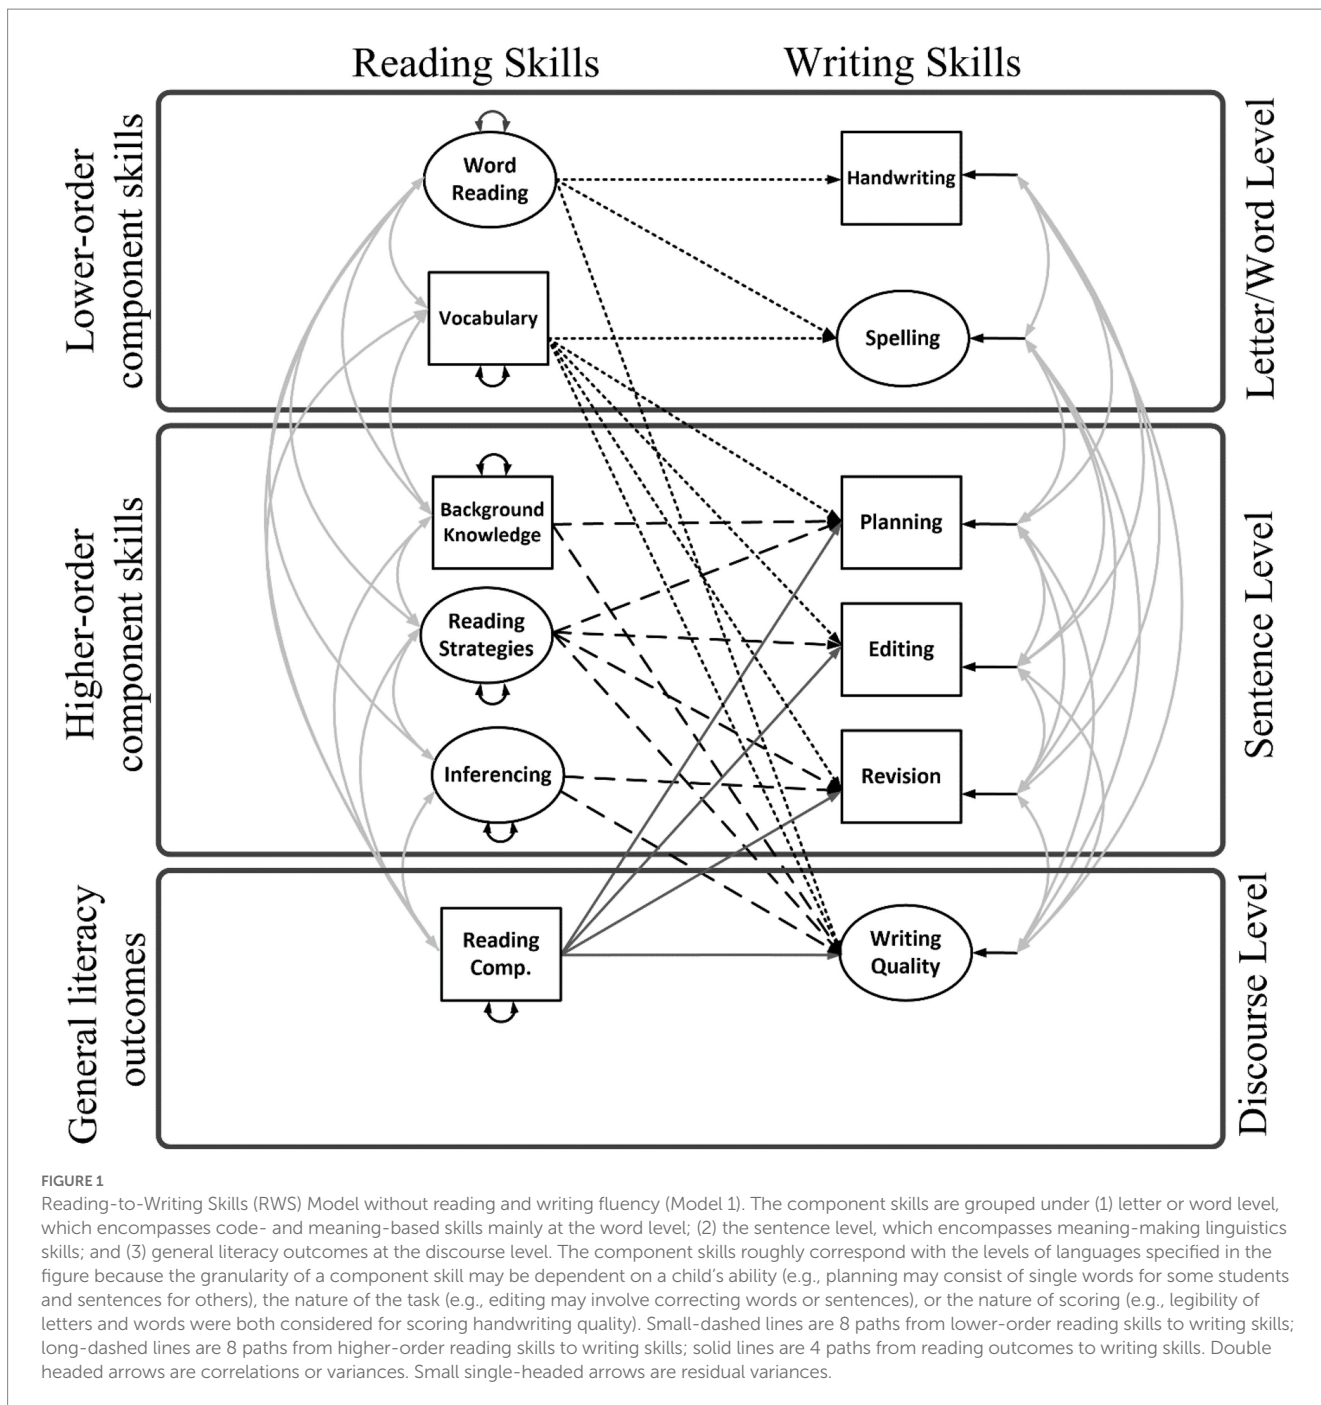 Reading Skills
Writing Skills
Lower-order
component skills
Letter/Word Level
Word
Reading
Handwriting
Vocabulary
Spelling
Higher-order
component skills
Sentence Level
Background
Knowledge
Planning
Reading
Strategies
Editing
Inferencing
Revision
General literacy
outcomes
Discourse Level
Reading
Comp.
Writing
Quality
FIGURE 1
Reading-to-Writing Skills (RWS) Model without reading and writing fluency (Model 1). The component skills are grouped under (1) letter or word level,
which encompasses code- and meaning-based skills mainly at the word level; (2) the sentence level, which encompasses meaning-making linguistics
skills; and (3) general literacy outcomes at the discourse level. The component skills roughly correspond with the levels of languages specified in the
figure because the granularity of a component skill may be dependent on a child's ability (e.g., planning may consist of single words for some students
and sentences for others), the nature of the task (e.g., editing may involve correcting words or sentences), or the nature of scoring (e.g., legibility of
letters and words were both considered for scoring handwriting quality). Small-dashed lines are 8 paths from lower-order reading skills to writing skills;
long-dashed lines are 8 paths from higher-order reading skills to writing skills; solid lines are 4 paths from reading outcomes to writing skills. Double
headed arrows are correlations or variances. Small single-headed arrows are residual variances.